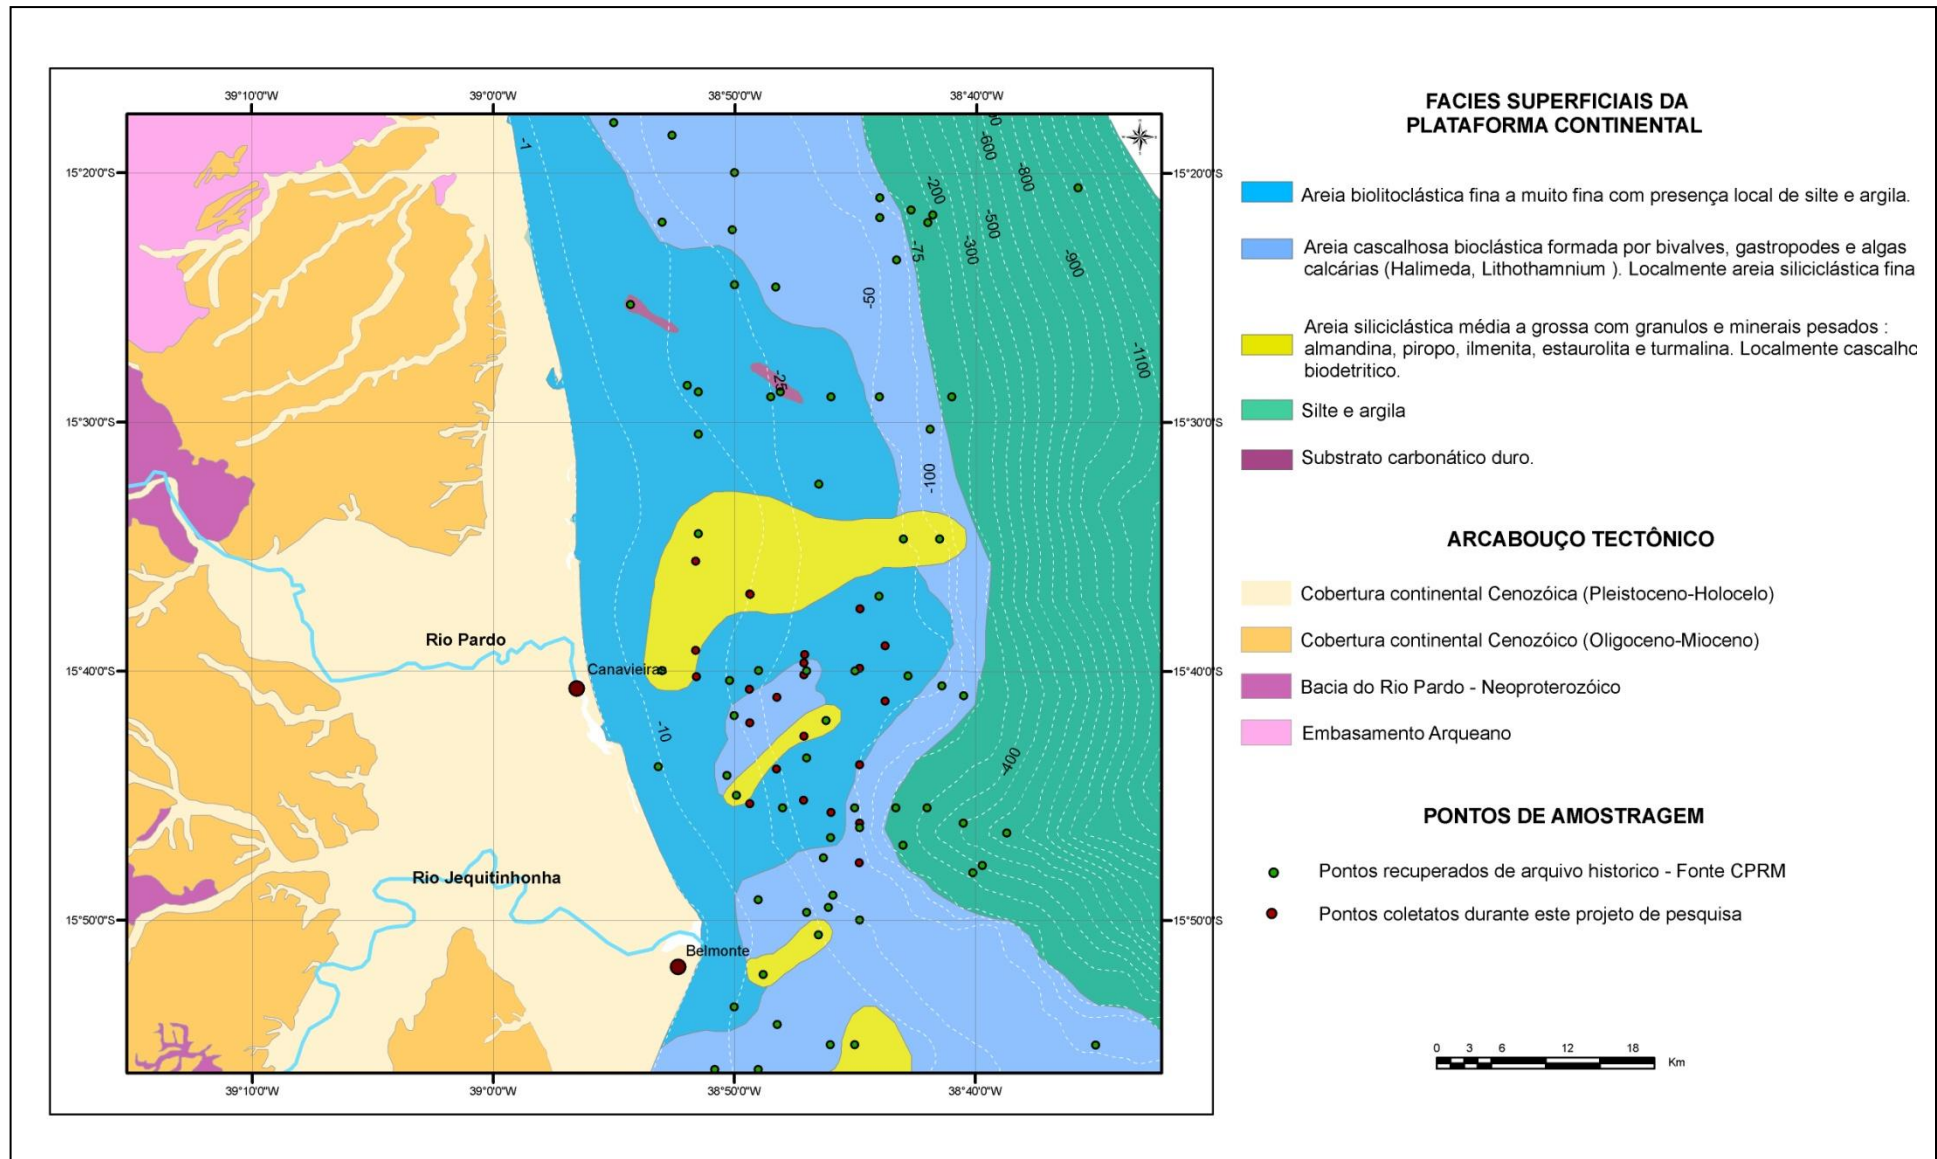 39°10'0"W
39°0'0"W
38°50'0"W
38°40'0"W
15°20'0"S
15°20'0"S
15°30'0"S
15°30'0"S
15°40'0"S
15°40'0"S
15°50'0"S
15°50'0"S
39°10'0"W
39°0'0"W
38°50'0"W
38°40'0"W
-1
-600
-800
-200
-500
-75
-300
-900
-50
-1100
-25
-100
-10
-400
Rio Pardo
Canavieiras
Rio Jequitinhonha
Belmonte
FACIES SUPERFICIAIS DA
PLATAFORMA CONTINENTAL
Areia biolitoclástica fina a muito fina com presença local de silte e argila.
Areia cascalhosa bioclástica formada por bivalves, gastropodes e algas
calcárias (Halimeda, Lithothamnium ). Localmente areia siliciclástica fina
Areia siliciclástica média a grossa com granulos e minerais pesados :
almandina, piropo, ilmenita, estaurolita e turmalina. Localmente cascalho
biodetritico.
Silte e argila
Substrato carbonático duro.
ARCABOUÇO TECTÔNICO
Cobertura continental Cenozóica (Pleistoceno-Holocelo)
Cobertura continental Cenozóico (Oligoceno-Mioceno)
Bacia do Rio Pardo - Neoproterozóico
Embasamento Arqueano
PONTOS DE AMOSTRAGEM
Pontos recuperados de arquivo historico - Fonte CPRM
Pontos coletatos durante este projeto de pesquisa
0 3 6 12 18
Km